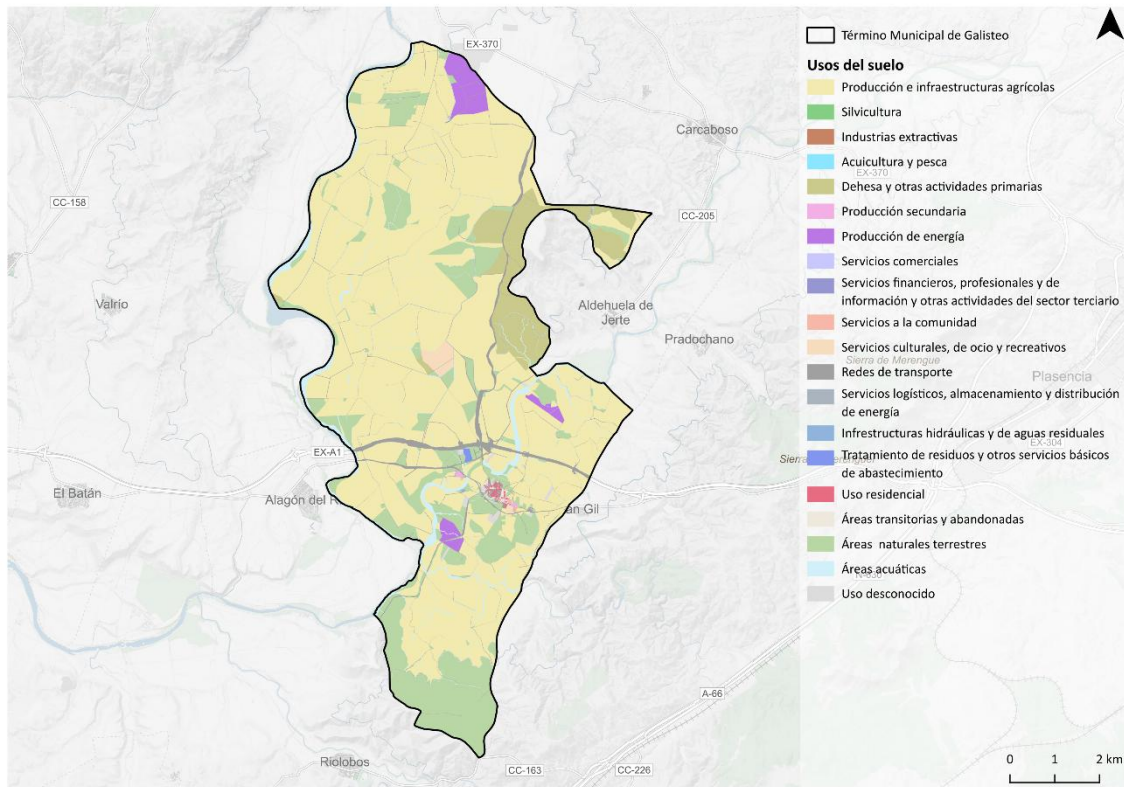 EX-370
Carcaboso
CC-158
CC-205
Valrío
Aldehuela de
Jerte
Pradochano
EX-A1
El Batán
Alagón del R
an Gil
A-66
Riolobos
CC-163
CC-226
Término Municipal de Galisteo
Usos del suelo
Producción e infraestructuras agrícolas
Silvicultura
Industrias extractivas
Acuicultura y pesca
EX-370
Dehesa y otras actividades primarias
Producción secundaria
Producción de energía
Servicios comerciales
Servicios financieros, profesionales y de
información y otras actividades del sector terciario
Servicios a la comunidad
Servicios culturales, de ocio y recreativos
Sierra de Merengue
Redes de transporte
Plasencia
Servicios logísticos, almacenamiento y distribución
de energía
Infrestructuras hidráulicas y de aguas residuales
EX-304
Tratamiento de residuos y otros servicios básicos
de abastecimiento
Uso residencial
Áreas transitorias y abandonadas
Áreas naturales terrestres
Áreas acuáticas
N-630
Uso desconocido
0 1 2 km